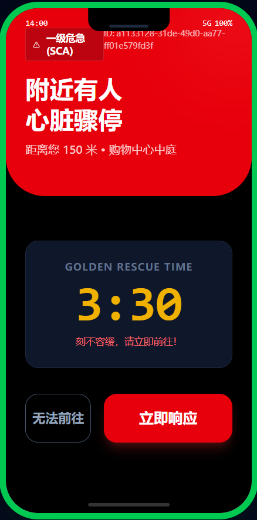 14:00
5G 100%
⚠ 一级危急
(SCA)
ID: a1133128-31de-49d0-aa77-
ff01e579fd3f
附近有人
心脏骤停
距离您 150 米 • 购物中心中庭
GOLDEN RESCUE TIME
3:30
刻不容缓，请立即前往！
无法前往
立即响应